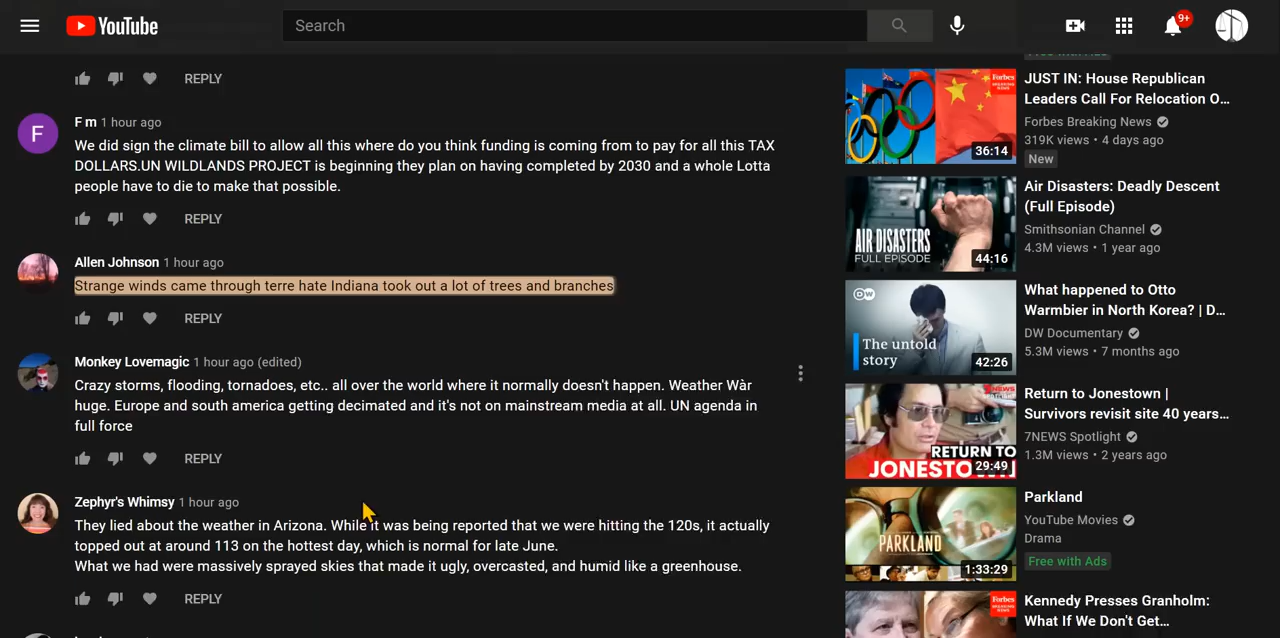 YouTube
Search
9+
REPLY
F m 1 hour ago
F
We did sign the climate bill to allow all this where do you think funding is coming from to pay for all this TAX
DOLLARS.UN WILDLANDS PROJECT is beginning they plan on having completed by 2030 and a whole Lotta
people have to die to make that possible.
REPLY
Allen Johnson 1 hour ago
Strange winds came through terre hate Indiana took out a lot of trees and branches
REPLY
Monkey Lovemagic 1 hour ago (edited)
Crazy storms, flooding, tornadoes, etc.. all over the world where it normally doesn't happen. Weather Wàr
huge. Europe and south america getting decimated and it's not on mainstream media at all. UN agenda in
full force
REPLY
Zephyr's Whimsy 1 hour ago
They lied about the weather in Arizona. While it was being reported that we were hitting the 120s, it actually
topped out at around 113 on the hottest day, which is normal for late June.
What we had were massively sprayed skies that made it ugly, overcasted, and humid like a greenhouse.
REPLY
Forbes
BREAKING
NEWS
36:14
JUST IN: House Republican
Leaders Call For Relocation O...
Forbes Breaking News
319K views • 4 days ago
New
AIR DISASTERS
FULL EPISODE
44:16
Air Disasters: Deadly Descent
(Full Episode)
Smithsonian Channel
4.3M views • 1 year ago
DW
The untold
story
42:26
What happened to Otto
Warmbier in North Korea? | D...
DW Documentary
5.3M views • 7 months ago
NEWS
SPOTLIGHT
RETURN TO
JONESTOWN
29:49
Return to Jonestown |
Survivors revisit site 40 years...
7NEWS Spotlight
1.3M views • 2 years ago
PARKLAND
1:33:29
Parkland
YouTube Movies
Drama
Free with Ads
Forbes
BREAKING
NEWS
Kennedy Presses Granholm:
What If We Don't Get...